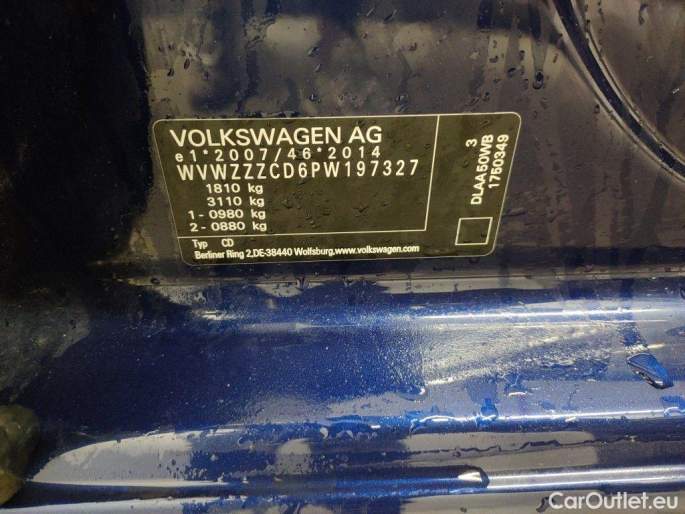 VOLKSWAGEN AG
e1*2007/46*2014
WVWZZZCD6PW197327
1810 kg
3110 kg
1 - 0980 kg
2 - 0880 kg
Typ CD
Berliner Ring 2,DE-38440 Wolfsburg,www.volkswagen.com
3
DLAA50WB
1750349
CarOutlet.eu